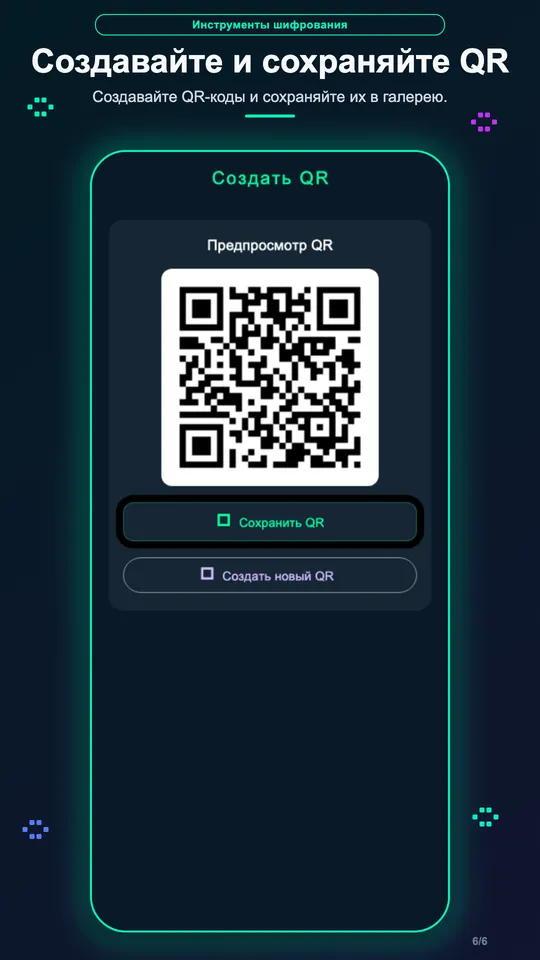 Инструменты шифрования
Создавайте и сохраняйте QR
Создавайте QR-коды и сохраняйте их в галерею.
Создать QR
Предпросмотр QR
Сохранить QR
Создать новый QR
6/6